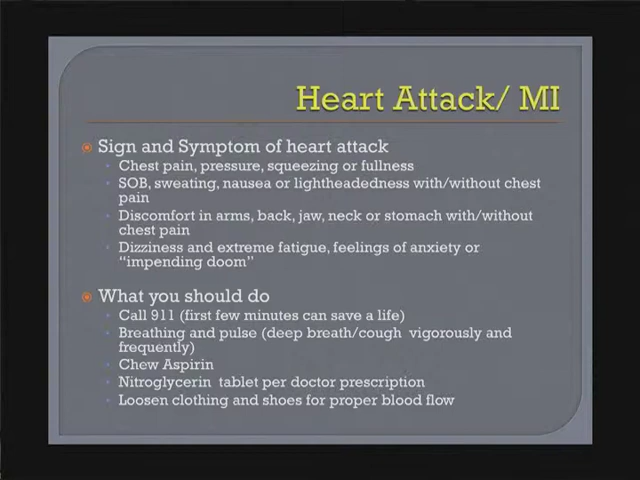 Heart Attack/ MI
Sign and Symptom of heart attack
Chest pain, pressure, squeezing or fullness
SOB, sweating, nausea or lightheadedness with/without chest
pain
Discomfort in arms, back, jaw, neck or stomach with/without
chest pain
Dizziness and extreme fatigue, feelings of anxiety or
“impending doom”
What you should do
Call 911 (first few minutes can save a life)
Breathing and pulse (deep breath/cough vigorously and
frequently)
Chew Aspirin
Nitroglycerin tablet per doctor prescription
Loosen clothing and shoes for proper blood flow